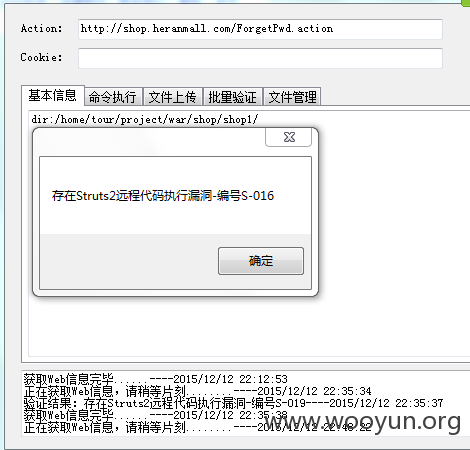 Action: http://shop.heranmall.com/ForgetPwd.action
Cookie:
基本信息 命令执行 文件上传 批量验证 文件管理
dir:/home/tour/project/war/shop/shop1/
存在Struts2远程代码执行漏洞-编号S-016
确定
获取Web信息完毕......----2015/12/12 22:12:53
正在获取Web信息，请稍等片刻........----2015/12/12 22:35:34
验证结果：存在Struts2远程代码执行漏洞-编号S-019----2015/12/12 22:35:37
获取Web信息完毕......----2015/12/12 22:35:38
正在获取Web信息，请稍等片刻........----2015/12/12
www.wooyun.org